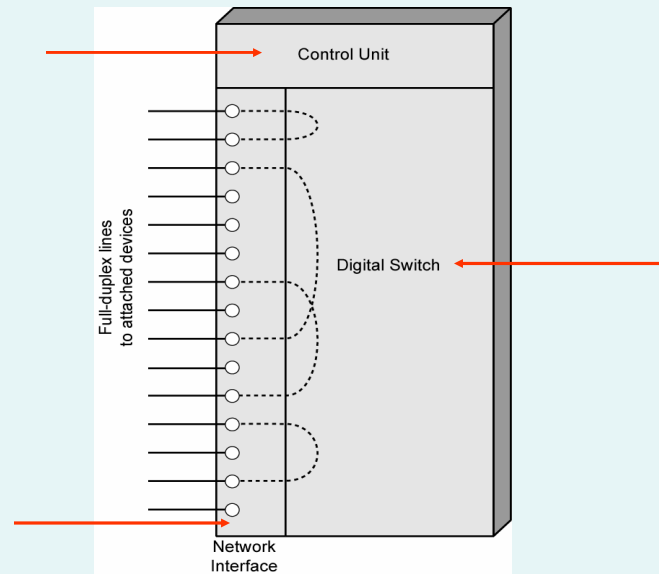 Control Unit
Full-duplex lines
to attached devices
Digital Switch
Network
Interface